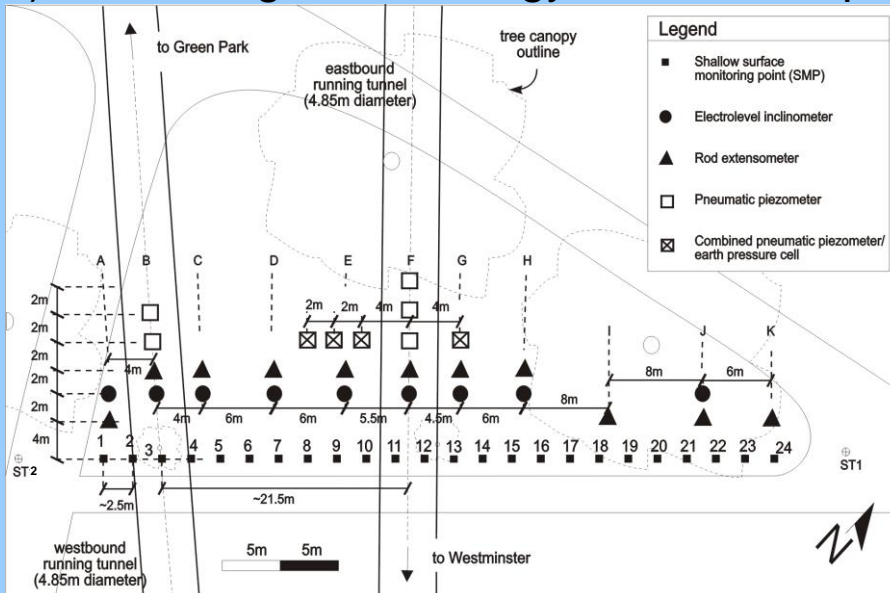 Legend
Shallow surface
monitoring point (SMP)
Electrolevel inclinometer
Rod extensometer
Pneumatic piezometer
Combined pneumatic piezometer/
earth pressure cell
to Green Park
tree canopy
outline
eastbound
running tunnel
(4.85m diameter)
A B C D E F G H
2m
2m
2m
2m
2m
4m
2m 2m 4m 4m
4m
I J K
8m 6m
4m 6m 6m 5.5m 4.5m 6m 8m
1 2 3 4 5 6 7 8 9 10 11 12 13 14 15 16 17 18 19 20 21 22 23 24
ST2 ST1
~2.5m ~21.5m
westbound
running tunnel
(4.85m diameter)
5m 5m
to Westminster
N